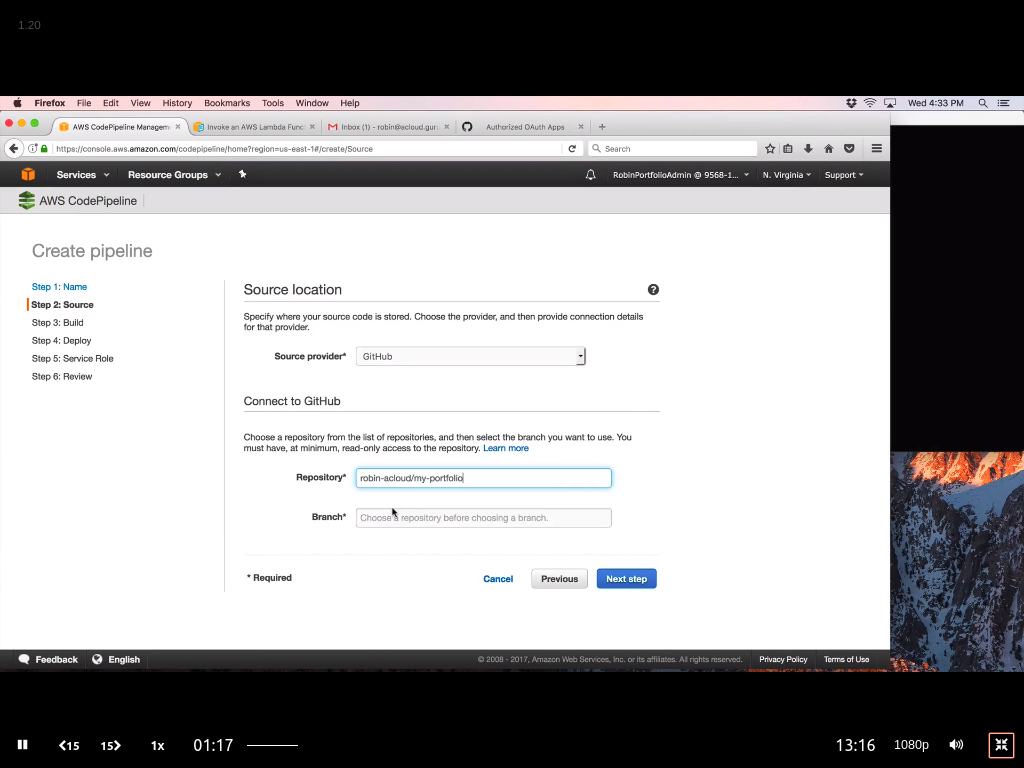 1.20
Firefox File Edit View History Bookmarks Tools Window Help Wed 4:33 PM
AWS CodePipeline Managem Invoke an AWS Lambda Func Inbox (1) - robin@acloud.gur Authorized OAuth Apps
https://console.aws.amazon.com/codepipeline/home?region=us-east-1#/create/Source Search
Services Resource Groups RobinPortfolioAdmin @ 9568-1... N. Virginia Support
AWS CodePipeline
Create pipeline
Step 1: Name
Step 2: Source
Step 3: Build
Step 4: Deploy
Step 5: Service Role
Step 6: Review
Source location
Specify where your source code is stored. Choose the provider, and then provide connection details
for that provider.
Source provider* GitHub
Connect to GitHub
Choose a repository from the list of repositories, and then select the branch you want to use. You
must have, at minimum, read-only access to the repository. Learn more
Repository* robin-acloud/my-portfolio
Branch* Choose a repository before choosing a branch.
* Required Cancel Previous Next step
Feedback English © 2008 - 2017, Amazon Web Services, Inc. or its affiliates. All rights reserved. Privacy Policy Terms of Use
15 15 1x 01:17 13:16 1080p